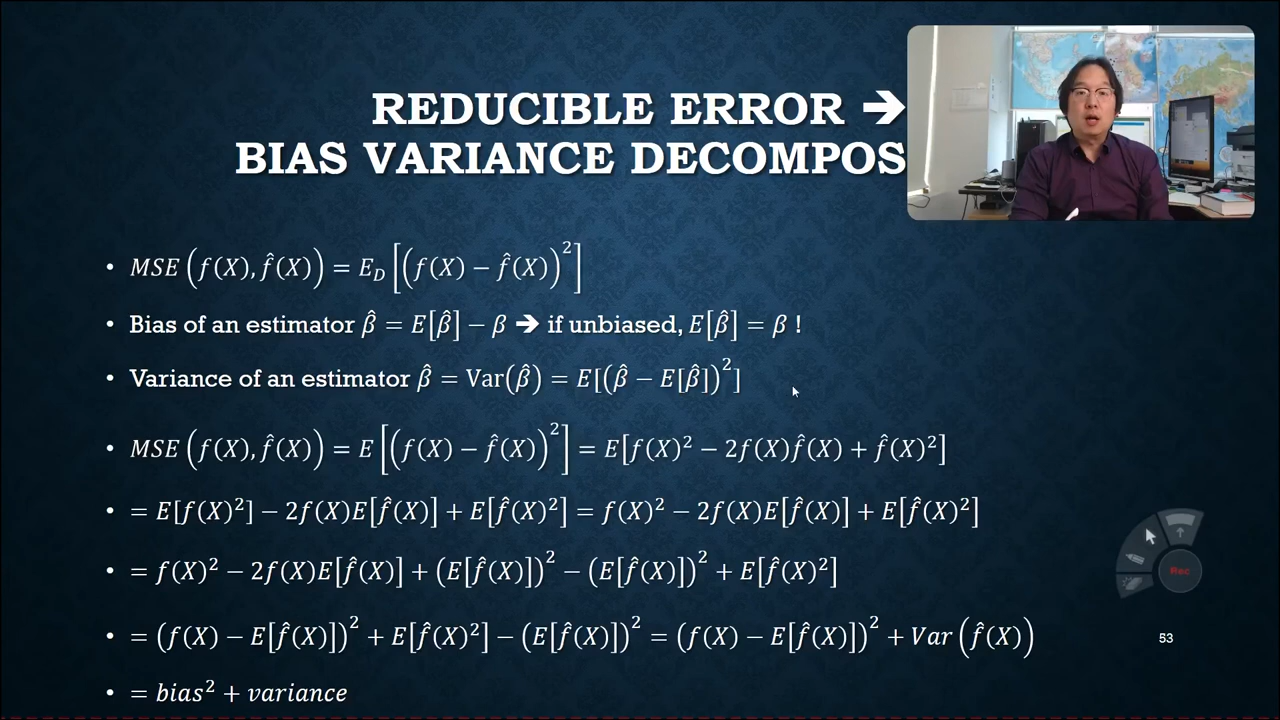 REDUCIBLE ERROR ➔
BIAS VARIANCE DECOMPOS
• MSE (f(X), f̂(X)) = E_D [(f(X) − f̂(X))²]
• Bias of an estimator β̂ = E[β̂] − β ➔ if unbiased, E[β̂] = β !
• Variance of an estimator β̂ = Var(β̂) = E[(β̂ − E[β̂])²]
• MSE (f(X), f̂(X)) = E [(f(X) − f̂(X))²] = E[f(X)² − 2f(X)f̂(X) + f̂(X)²]
• = E[f(X)²] − 2f(X)E[f̂(X)] + E[f̂(X)²] = f(X)² − 2f(X)E[f̂(X)] + E[f̂(X)²]
• = f(X)² − 2f(X)E[f̂(X)] + (E[f̂(X)])² − (E[f̂(X)])² + E[f̂(X)²]
• = (f(X) − E[f̂(X)])² + E[f̂(X)²] − (E[f̂(X)])² = (f(X) − E[f̂(X)])² + Var (f̂(X))
• = bias² + variance
Rec
53